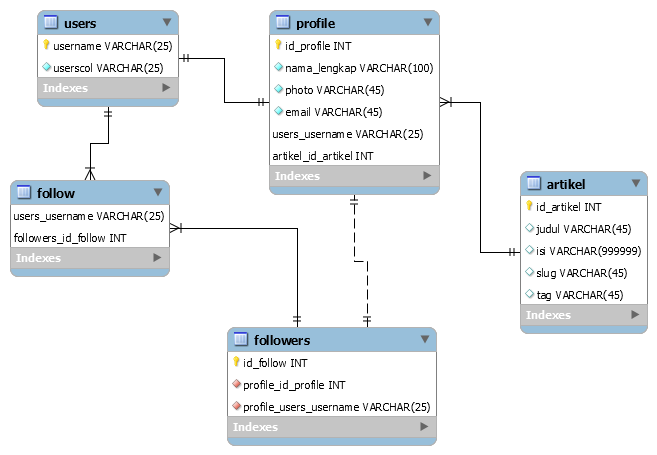 users
username VARCHAR(25)
userscol VARCHAR(25)
Indexes
profile
id_profile INT
nama_lengkap VARCHAR(100)
photo VARCHAR(45)
email VARCHAR(45)
users_username VARCHAR(25)
artikel_id_artikel INT
Indexes
follow
users_username VARCHAR(25)
followers_id_follow INT
Indexes
artikel
id_artikel INT
judul VARCHAR(45)
isi VARCHAR(999999)
slug VARCHAR(45)
tag VARCHAR(45)
Indexes
followers
id_follow INT
profile_id_profile INT
profile_users_username VARCHAR(25)
Indexes